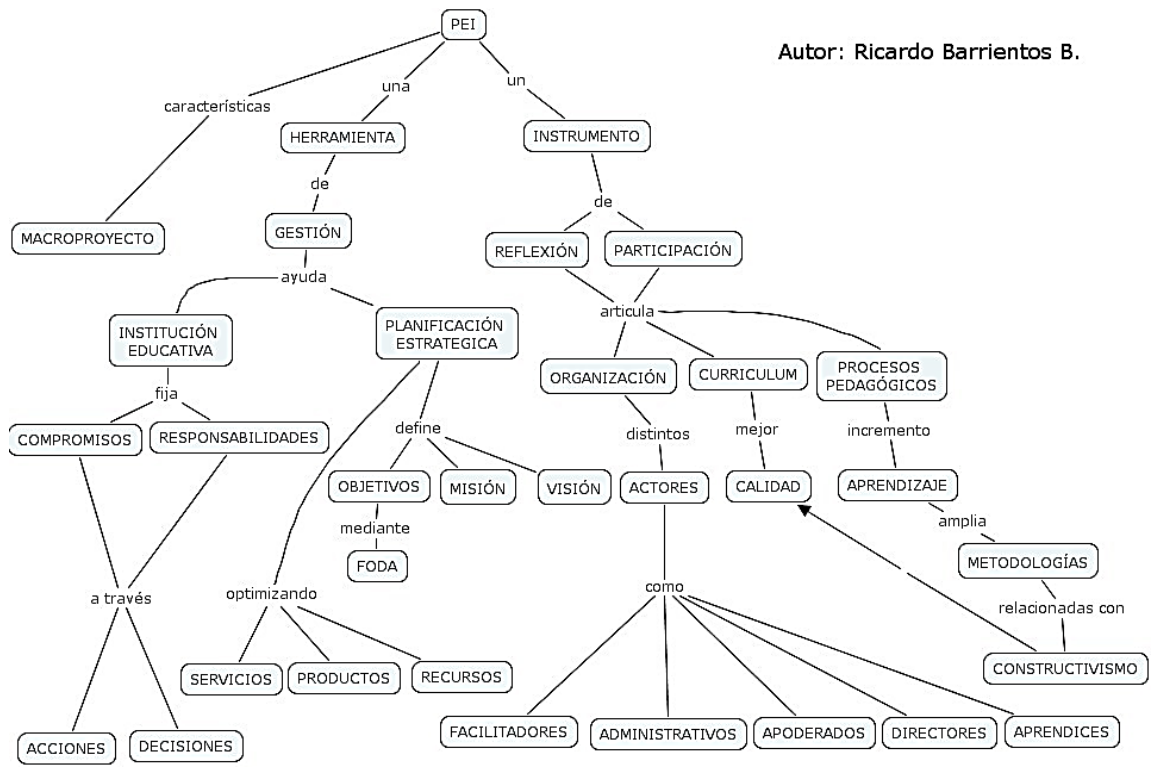 PEI
Autor: Ricardo Barrientos B.
características
una
un
HERRAMIENTA
INSTRUMENTO
de
de
MACROPROYECTO
GESTIÓN
REFLEXIÓN
PARTICIPACIÓN
ayuda
articula
INSTITUCIÓN
EDUCATIVA
PLANIFICACIÓN
ESTRATEGICA
ORGANIZACIÓN
CURRICULUM
PROCESOS
PEDAGÓGICOS
fija
COMPROMISOS
RESPONSABILIDADES
define
distintos
mejor
incremento
OBJETIVOS
MISIÓN
VISIÓN
ACTORES
CALIDAD
APRENDIZAJE
mediante
amplia
FODA
METODOLOGÍAS
a través
optimizando
como
relacionadas con
SERVICIOS
PRODUCTOS
RECURSOS
CONSTRUCTIVISMO
ACCIONES
DECISIONES
FACILITADORES
ADMINISTRATIVOS
APODERADOS
DIRECTORES
APRENDICES